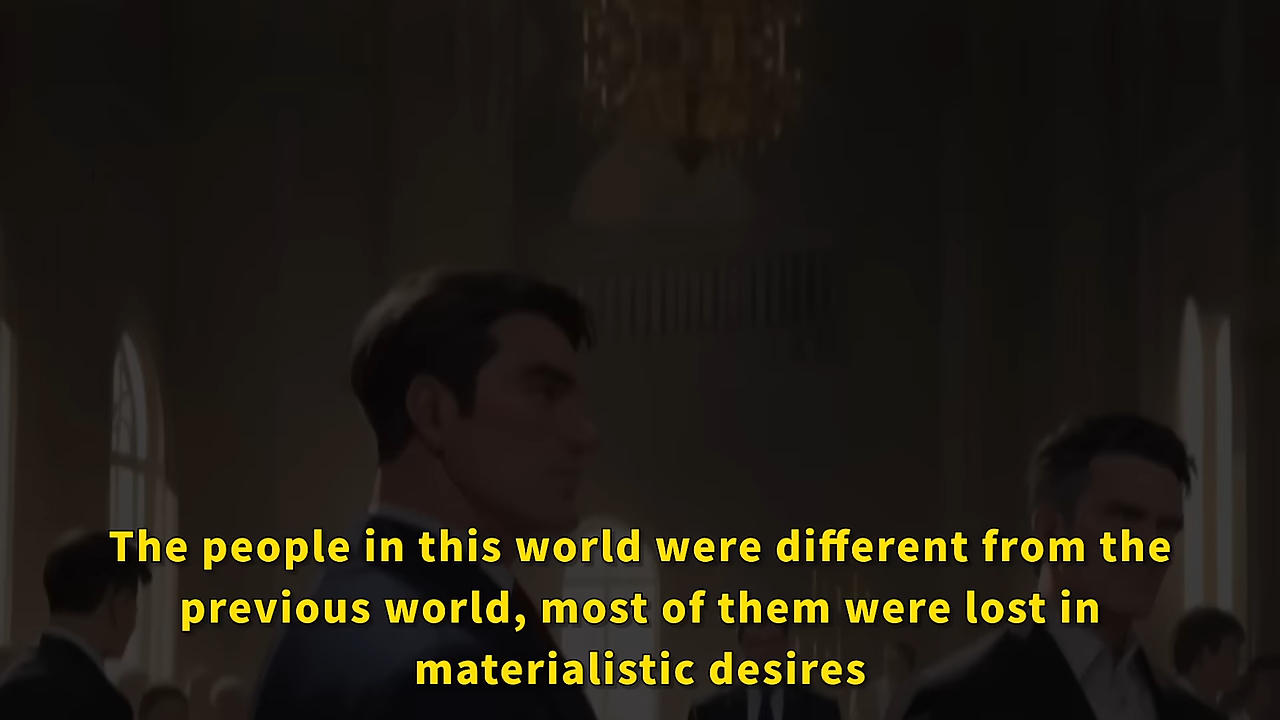 The people in this world were different from the
previous world, most of them were lost in
materialistic desires